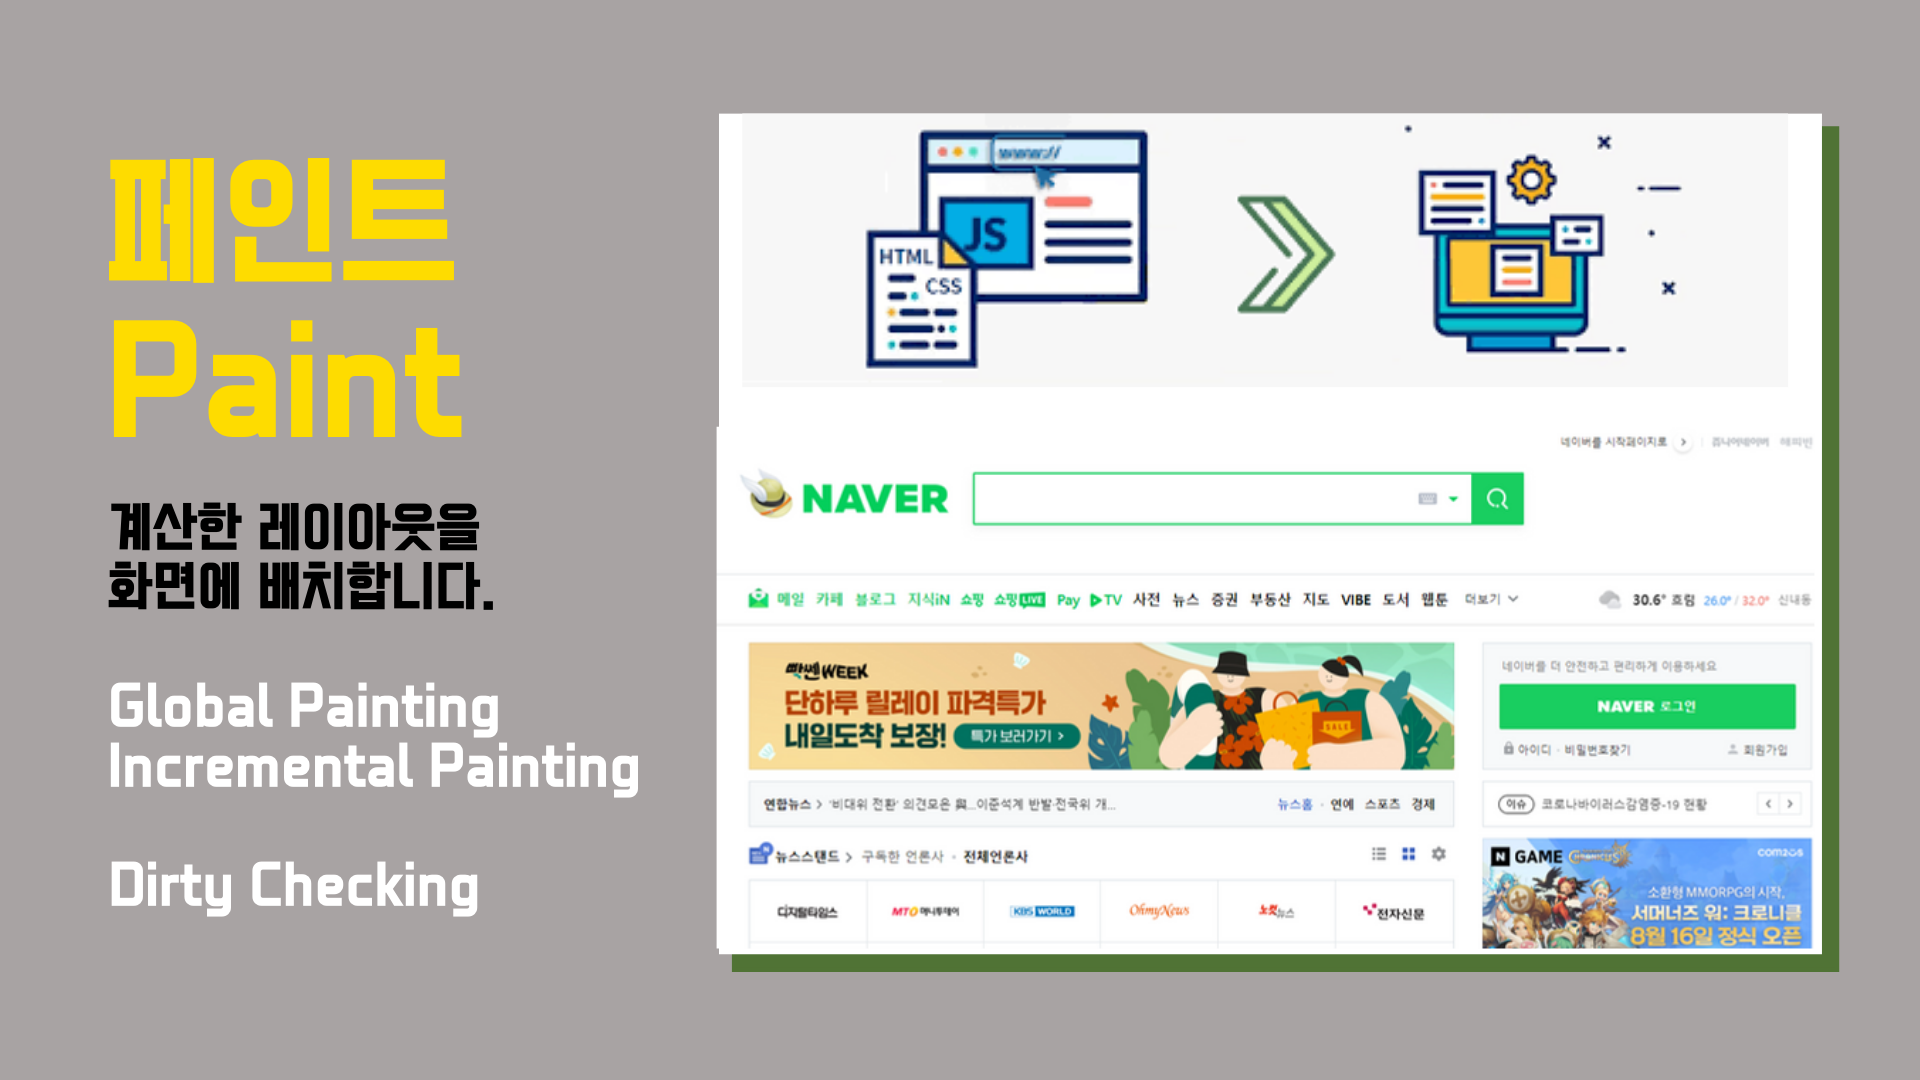 페인트
Paint
계산한 레이아웃을
화면에 배치합니다.
Global Painting
Incremental Painting
Dirty Checking
www://
JS
HTML
CSS
네이버를 시작페이지로 쥬니어네이버 해피빈
NAVER
메일 카페 블로그 지식iN 쇼핑 쇼핑LIVE Pay TV 사전 뉴스 증권 부동산 지도 VIBE 도서 웹툰 더보기 30.6° 흐림 26.0° / 32.0° 신내동
WEEK
단하루 릴레이 파격특가
내일도착 보장! 특가 보러가기 >
SALE
네이버를 더 안전하고 편리하게 이용하세요
NAVER 로그인
아이디 · 비밀번호찾기 회원가입
연합뉴스 > '비대위 전환' 의견모은 與...이준석계 반발·전국위 개... 뉴스홈 · 연예 스포츠 경제
이슈 코로나바이러스감염증-19 현황
뉴스스탠드 > 구독한 언론사 · 전체언론사
디지털타임스 MTO 머니투데이 KBS WORLD OhmyNews 노컷뉴스 전자신문
N GAME CHRONICLE com2us
소환형 MMORPG의 시작,
서머너즈 워: 크로니클
8월 16일 정식 오픈